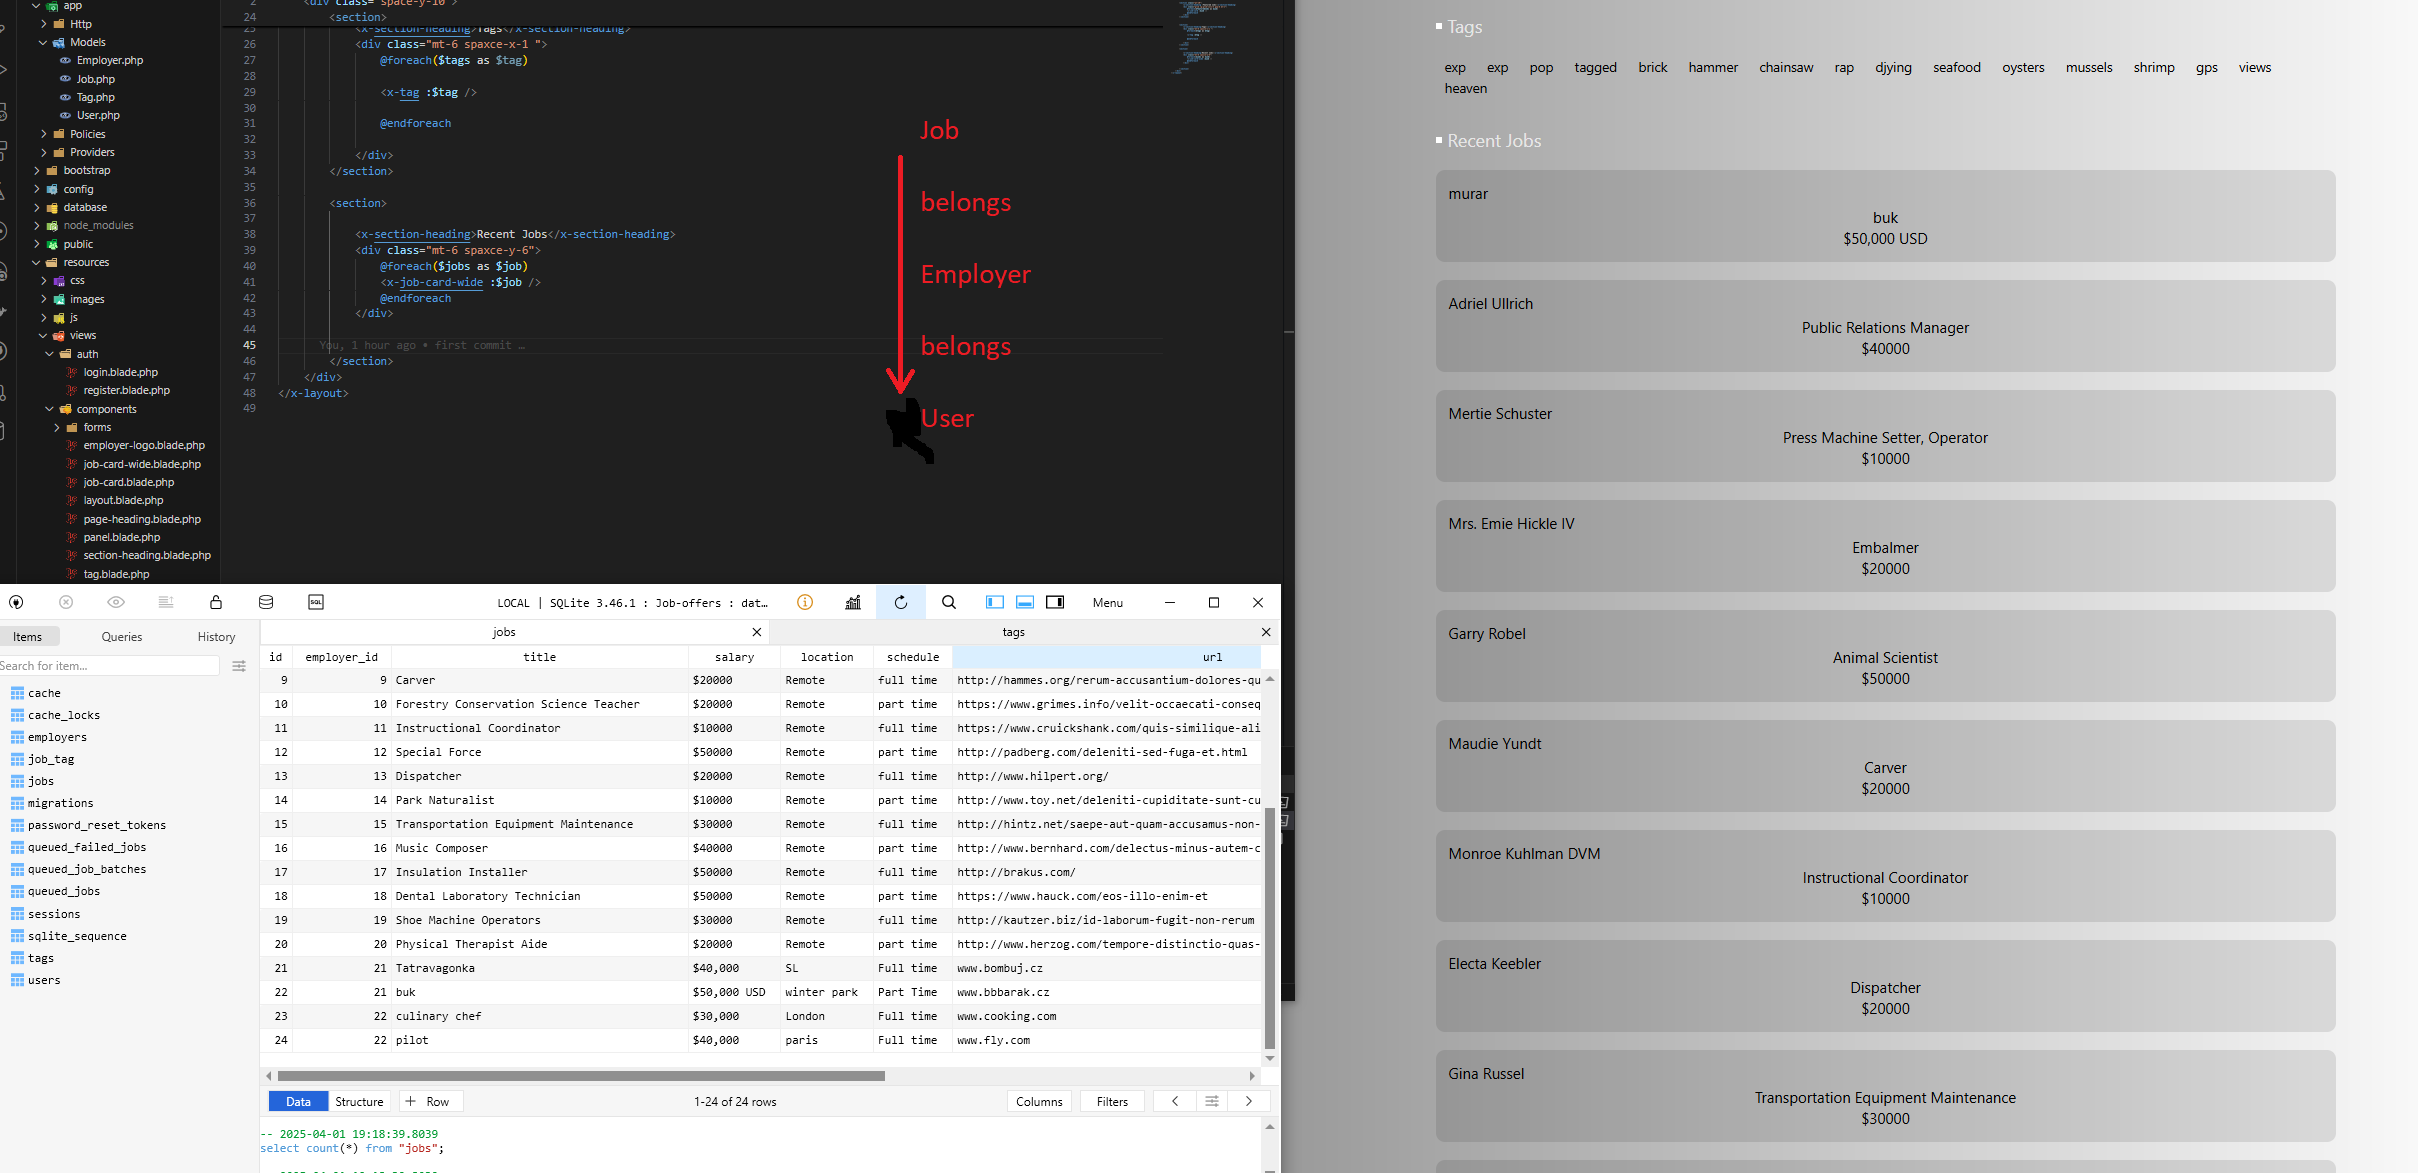 app
Http
Models
Employer.php
Job.php
Tag.php
User.php
Policies
Providers
bootstrap
config
database
node_modules
public
resources
css
images
js
views
auth
login.blade.php
register.blade.php
components
forms
employer-logo.blade.php
job-card-wide.blade.php
job-card.blade.php
layout.blade.php
page-heading.blade.php
panel.blade.php
section-heading.blade.php
tag.blade.php
2 <div class="space-y-10">
24 <section>
25 <x-section-heading>Tags</x-section-heading>
26 <div class="mt-6 spaxce-x-1 ">
27 @foreach($tags as $tag)
28
29 <x-tag :$tag />
30
31 @endforeach
32
33 </div>
34 </section>
35
36 <section>
37
38 <x-section-heading>Recent Jobs</x-section-heading>
39 <div class="mt-6 spaxce-y-6">
40 @foreach($jobs as $job)
41 <x-job-card-wide :$job />
42 @endforeach
43 </div>
44
45 You, 1 hour ago • first commit …
46 </section>
47 </div>
48 </x-layout>
49
Job
belongs
Employer
belongs
User
SQL LOCAL | SQLite 3.46.1 : Job-offers : dat… Menu
Items Queries History
Search for item...
cache
cache_locks
employers
job_tag
jobs
migrations
password_reset_tokens
queued_failed_jobs
queued_job_batches
queued_jobs
sessions
sqlite_sequence
tags
users
jobs tags
id employer_id title salary location schedule url
9 9 Carver $20000 Remote full time http://hammes.org/rerum-accusantium-dolores-qu
10 10 Forestry Conservation Science Teacher $20000 Remote part time https://www.grimes.info/velit-occaecati-conseq
11 11 Instructional Coordinator $10000 Remote full time https://www.cruickshank.com/quis-similique-ali
12 12 Special Force $50000 Remote part time http://padberg.com/deleniti-sed-fuga-et.html
13 13 Dispatcher $20000 Remote full time http://www.hilpert.org/
14 14 Park Naturalist $10000 Remote part time http://www.toy.net/deleniti-cupiditate-sunt-cu
15 15 Transportation Equipment Maintenance $30000 Remote full time http://hintz.net/saepe-aut-quam-accusamus-non-
16 16 Music Composer $40000 Remote part time http://www.bernhard.com/delectus-minus-autem-c
17 17 Insulation Installer $50000 Remote full time http://brakus.com/
18 18 Dental Laboratory Technician $50000 Remote part time https://www.hauck.com/eos-illo-enim-et
19 19 Shoe Machine Operators $30000 Remote full time http://kautzer.biz/id-laborum-fugit-non-rerum
20 20 Physical Therapist Aide $20000 Remote part time http://www.herzog.com/tempore-distinctio-quas-
21 21 Tatravagonka $40,000 SL Full time www.bombuj.cz
22 21 buk $50,000 USD winter park Part Time www.bbbarak.cz
23 22 culinary chef $30,000 London Full time www.cooking.com
24 22 pilot $40,000 paris Full time www.fly.com
Data Structure + Row 1-24 of 24 rows Columns Filters
-- 2025-04-01 19:18:39.8039
select count(*) from "jobs";
Tags
exp exp pop tagged brick hammer chainsaw rap djying seafood oysters mussels shrimp gps views
heaven
Recent Jobs
murar
buk
$50,000 USD
Adriel Ullrich
Public Relations Manager
$40000
Mertie Schuster
Press Machine Setter, Operator
$10000
Mrs. Emie Hickle IV
Embalmer
$20000
Garry Robel
Animal Scientist
$50000
Maudie Yundt
Carver
$20000
Monroe Kuhlman DVM
Instructional Coordinator
$10000
Electa Keebler
Dispatcher
$20000
Gina Russel
Transportation Equipment Maintenance
$30000